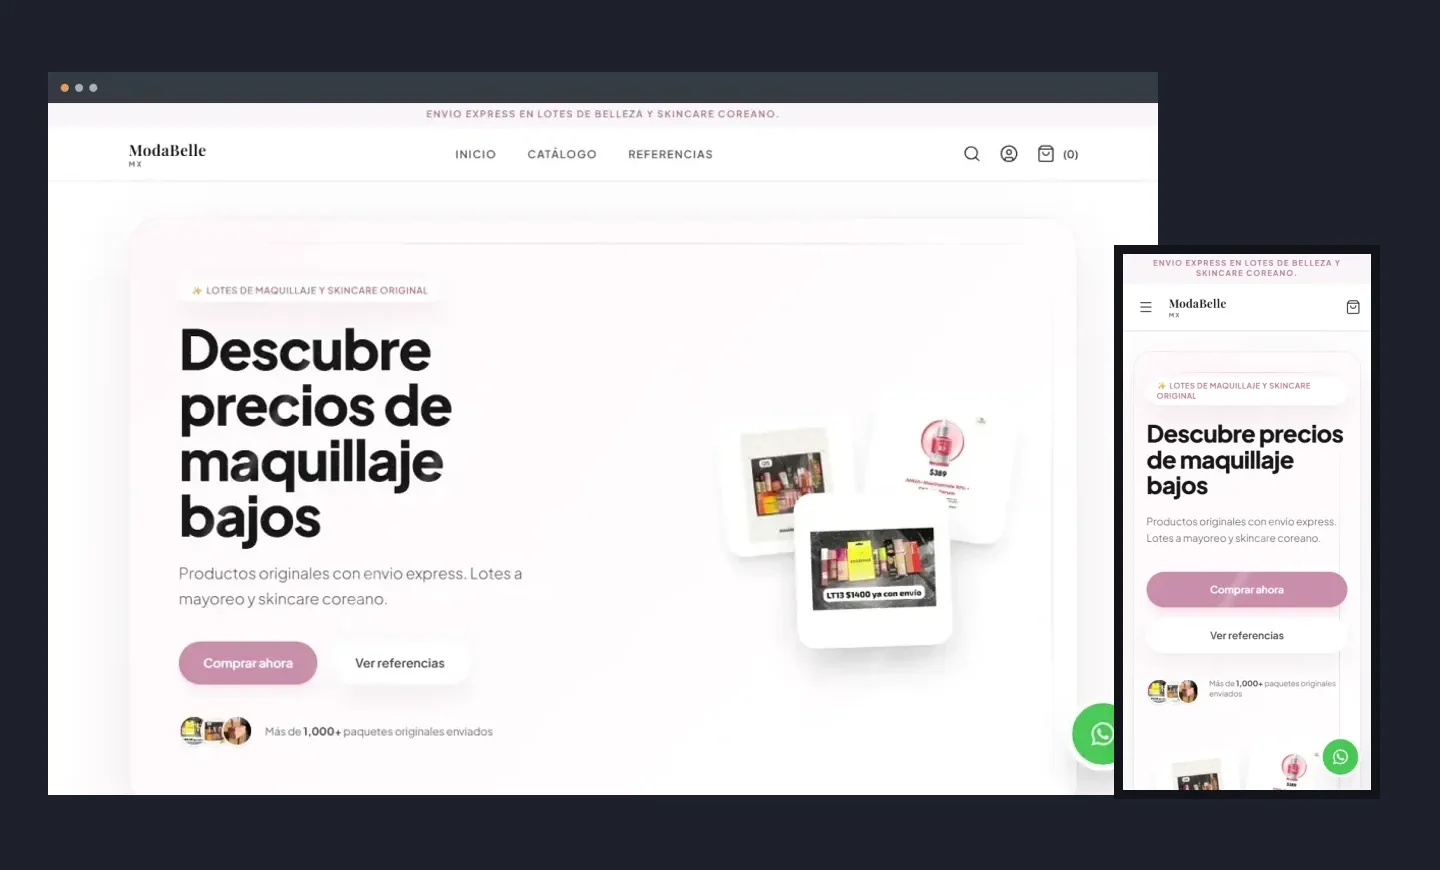 ENVIO EXPRESS EN LOTES DE BELLEZA Y SKINCARE COREANO.
ModaBelle
MX
INICIO
CATÁLOGO
REFERENCIAS
(0)
✨ LOTES DE MAQUILLAJE Y SKINCARE ORIGINAL
Descubre
precios de
maquillaje
bajos
Productos originales con envio express. Lotes a
mayoreo y skincare coreano.
Comprar ahora
Ver referencias
Más de 1,000+ paquetes originales enviados
$389
LT13 $1400 ya con envío
ENVIO EXPRESS EN LOTES DE BELLEZA Y
SKINCARE COREANO.
ModaBelle
MX
✨ LOTES DE MAQUILLAJE Y SKINCARE
ORIGINAL
Descubre precios
de maquillaje
bajos
Productos originales con envio express.
Lotes a mayoreo y skincare coreano.
Comprar ahora
Ver referencias
Más de 1,000+ paquetes originales
enviados